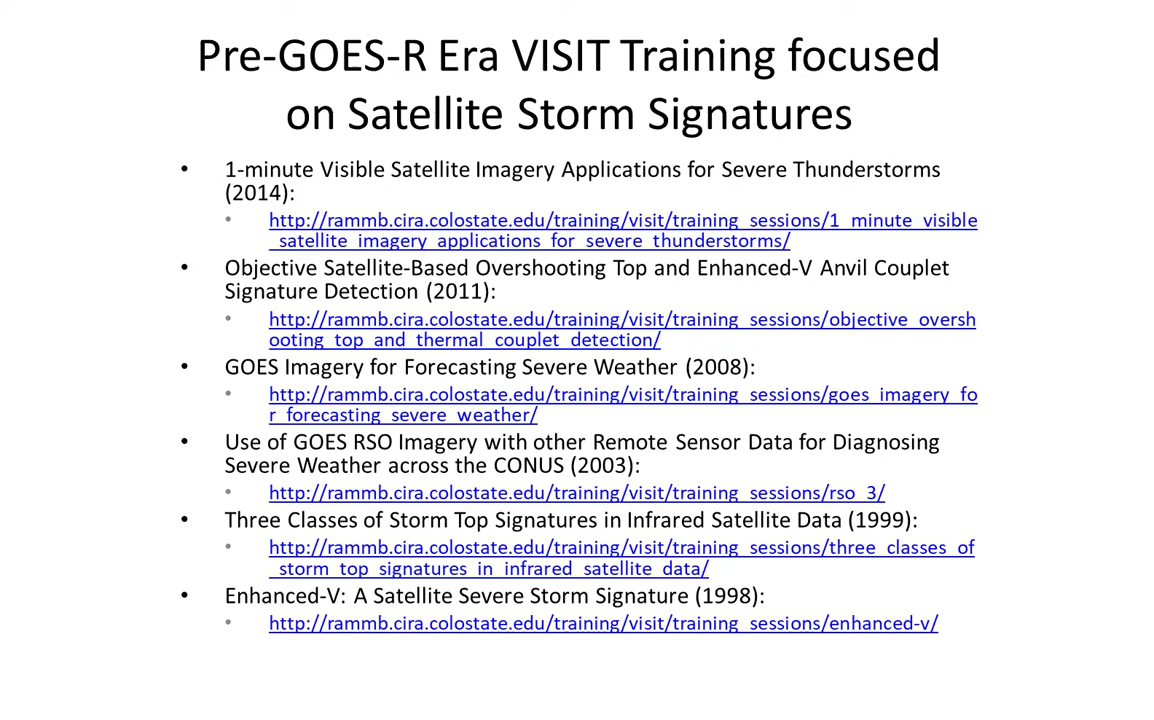 Pre-GOES-R Era VISIT Training focused
on Satellite Storm Signatures
• 1-minute Visible Satellite Imagery Applications for Severe Thunderstorms
(2014):
• http://rammb.cira.colostate.edu/training/visit/training_sessions/1_minute_visible
_satellite_imagery_applications_for_severe_thunderstorms/
• Objective Satellite-Based Overshooting Top and Enhanced-V Anvil Couplet
Signature Detection (2011):
• http://rammb.cira.colostate.edu/training/visit/training_sessions/objective_oversh
ooting_top_and_thermal_couplet_detection/
• GOES Imagery for Forecasting Severe Weather (2008):
• http://rammb.cira.colostate.edu/training/visit/training_sessions/goes_imagery_fo
r_forecasting_severe_weather/
• Use of GOES RSO Imagery with other Remote Sensor Data for Diagnosing
Severe Weather across the CONUS (2003):
• http://rammb.cira.colostate.edu/training/visit/training_sessions/rso_3/
• Three Classes of Storm Top Signatures in Infrared Satellite Data (1999):
• http://rammb.cira.colostate.edu/training/visit/training_sessions/three_classes_of
_storm_top_signatures_in_infrared_satellite_data/
• Enhanced-V: A Satellite Severe Storm Signature (1998):
• http://rammb.cira.colostate.edu/training/visit/training_sessions/enhanced-v/